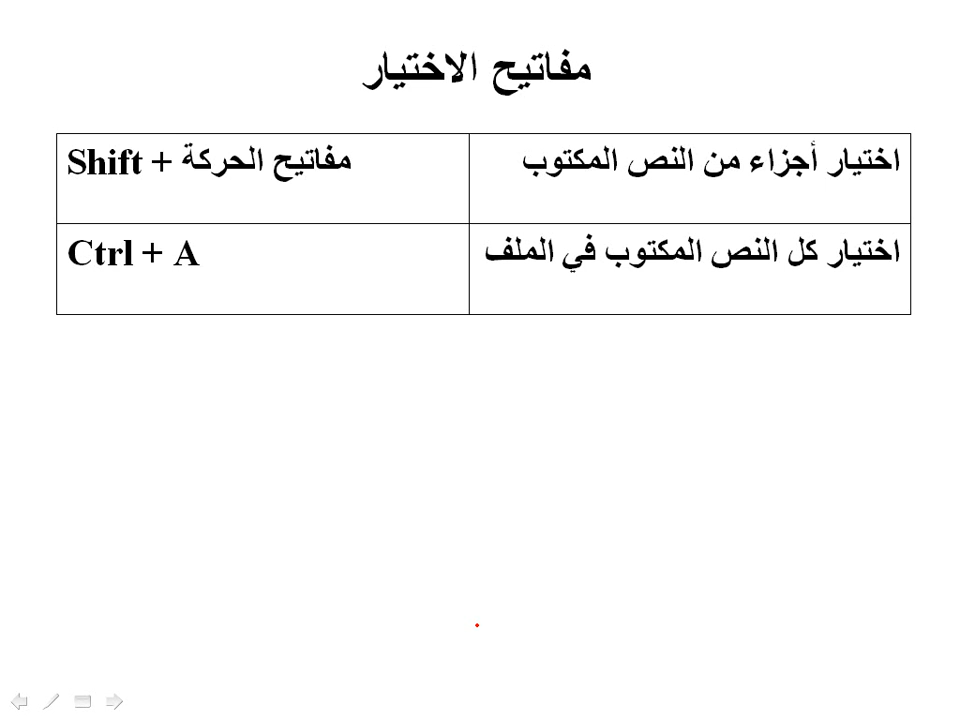 مفاتيح الاختيار
اختيار أجزاء من النص المكتوب
Shift + مفاتيح الحركة
اختيار كل النص المكتوب في الملف
Ctrl + A